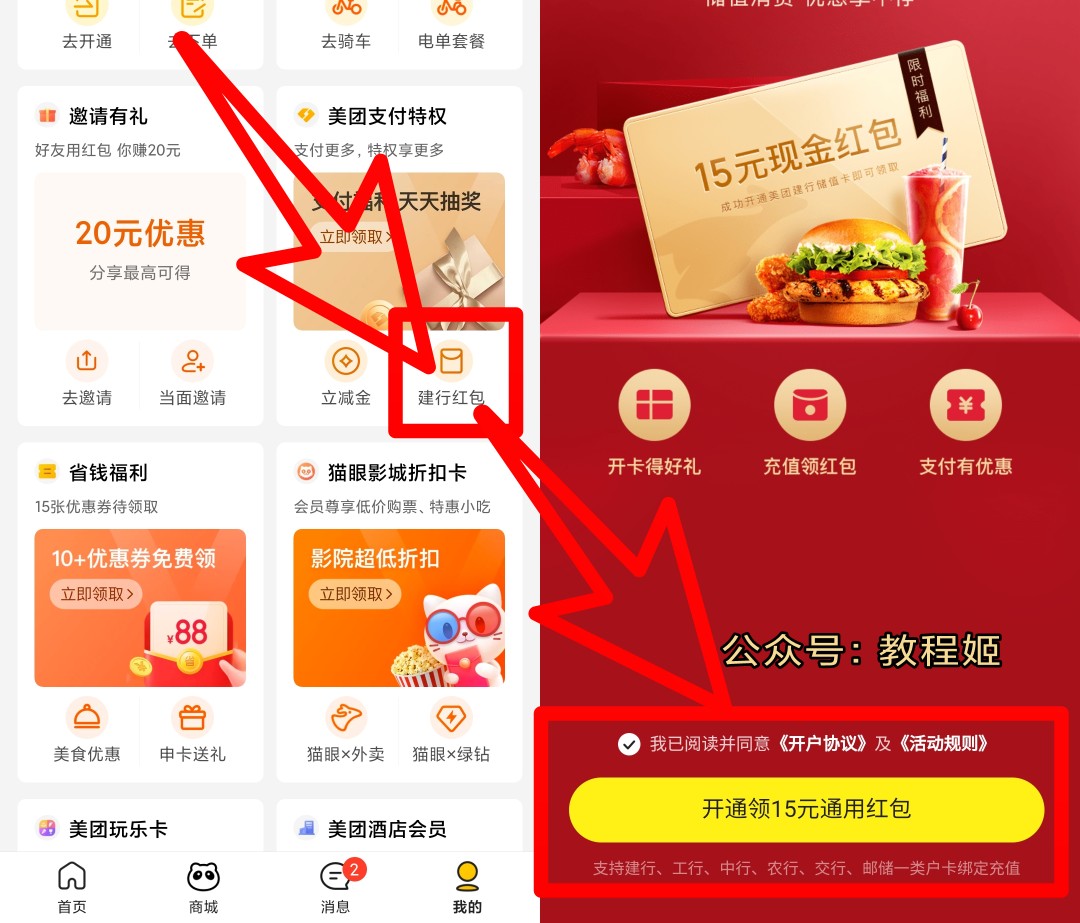 去开通
去下单
去骑车
电单套餐
邀请有礼
好友用红包 你赚20元
20元优惠
分享最高可得
去邀请
当面邀请
美团支付特权
支付更多，特权享更多
支付福利天天抽奖
立即领取>
立减金
建行红包
省钱福利
15张优惠券待领取
10+优惠券免费领
立即领取>
¥88
省
美食优惠
申卡送礼
猫眼影城折扣卡
会员尊享低价购票、特惠小吃
影院超低折扣
立即领取>
猫眼×外卖
猫眼×绿钻
美团玩乐卡
美团酒店会员
首页
商城
消息
2
我的
限时福利
15元现金红包
成功开通美团建行储值卡即可领取
开卡得好礼
充值领红包
支付有优惠
公众号：教程姬
我已阅读并同意《开户协议》及《活动规则》
开通领15元通用红包
支持建行、工行、中行、农行、交行、邮储一类户卡绑定充值